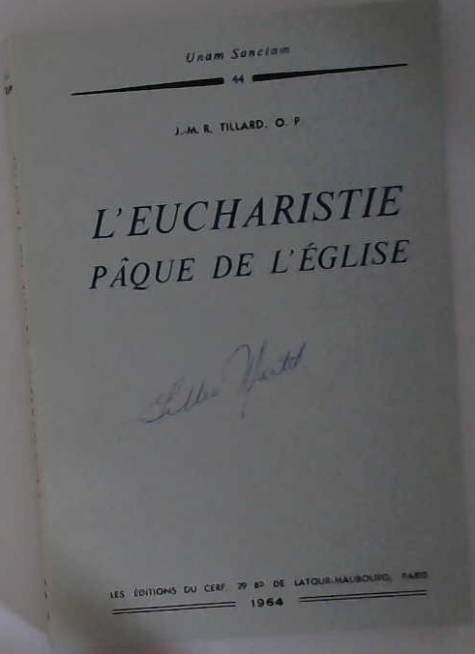 Unam Sanctam
44
J.-M. R. TILLARD, O. P.
L'EUCHARISTIE
PÂQUE DE L'ÉGLISE
LES ÉDITIONS DU CERF, 29 BD DE LATOUR-MAUBOURG, PARIS
1964